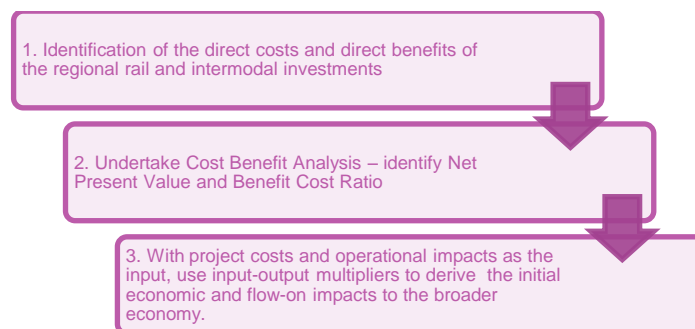 1. Identification of the direct costs and direct benefits of
the regional rail and intermodal investments
2. Undertake Cost Benefit Analysis – identify Net
Present Value and Benefit Cost Ratio
3. With project costs and operational impacts as the
input, use input-output multipliers to derive the initial
economic and flow-on impacts to the broader
economy.